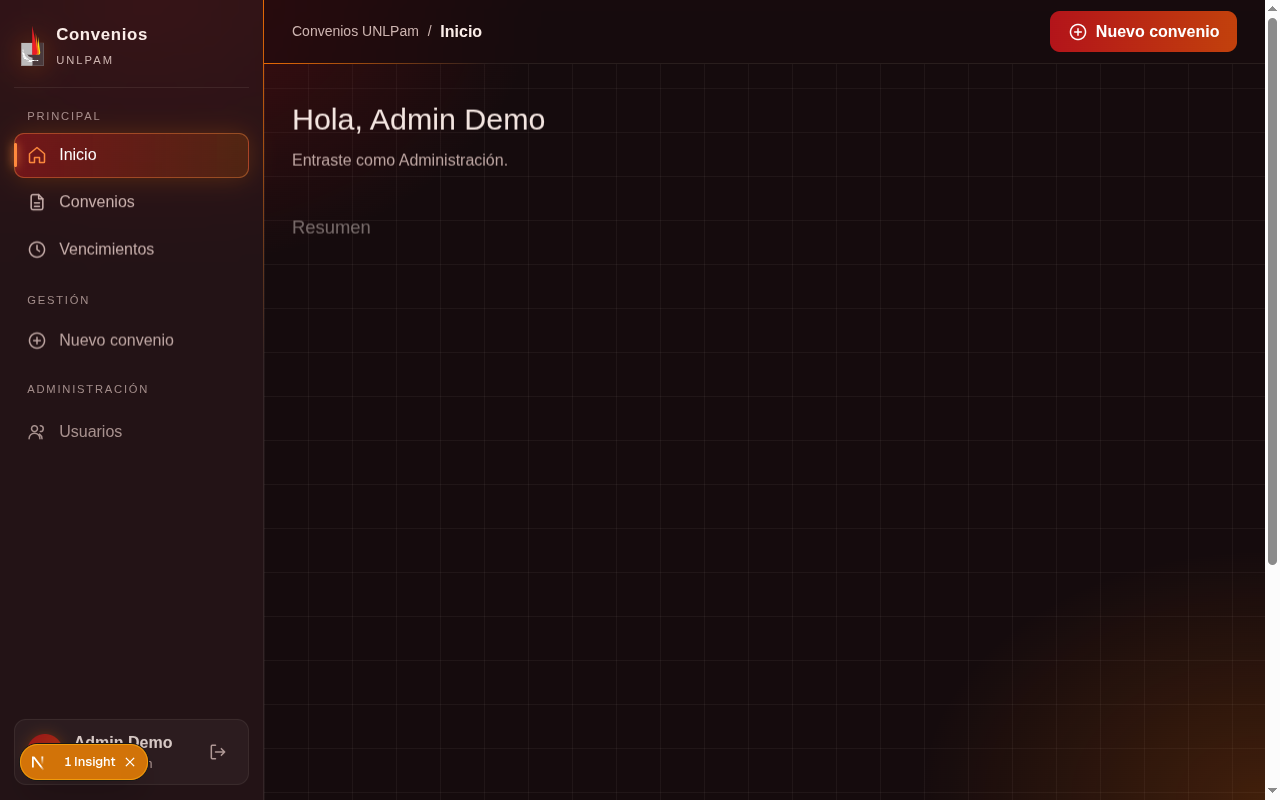 Convenios
UNLPAM
PRINCIPAL
Inicio
Convenios
Vencimientos
GESTIÓN
Nuevo convenio
ADMINISTRACIÓN
Usuarios
Admin Demo
1 Insight
Convenios UNLPam / Inicio
Nuevo convenio
Hola, Admin Demo
Entraste como Administración.
Resumen